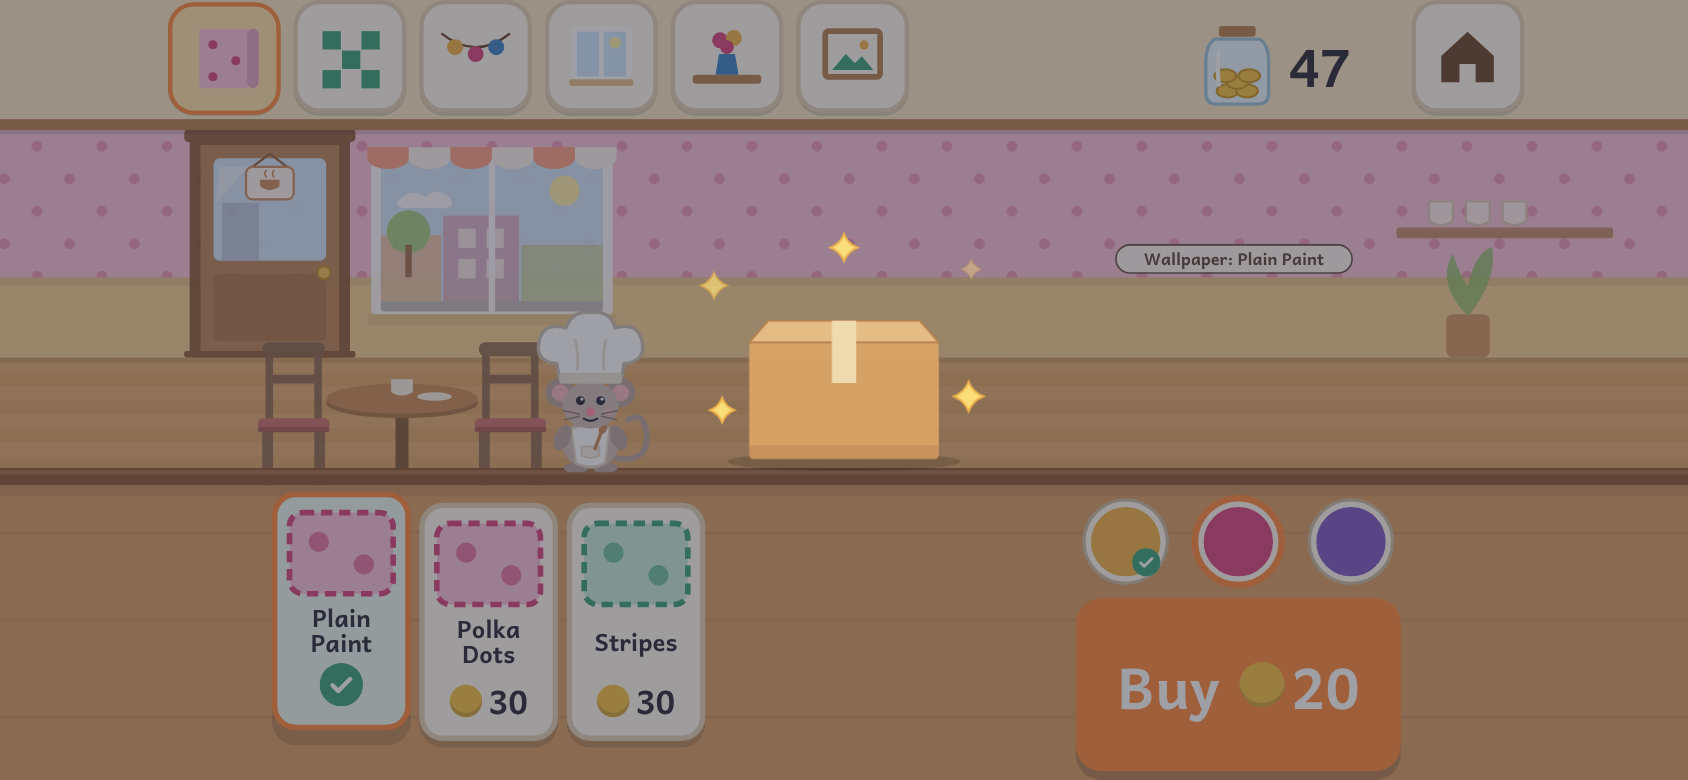 47
Wallpaper: Plain Paint
Plain
Paint
Polka
Dots
30
Stripes
30
Buy 20